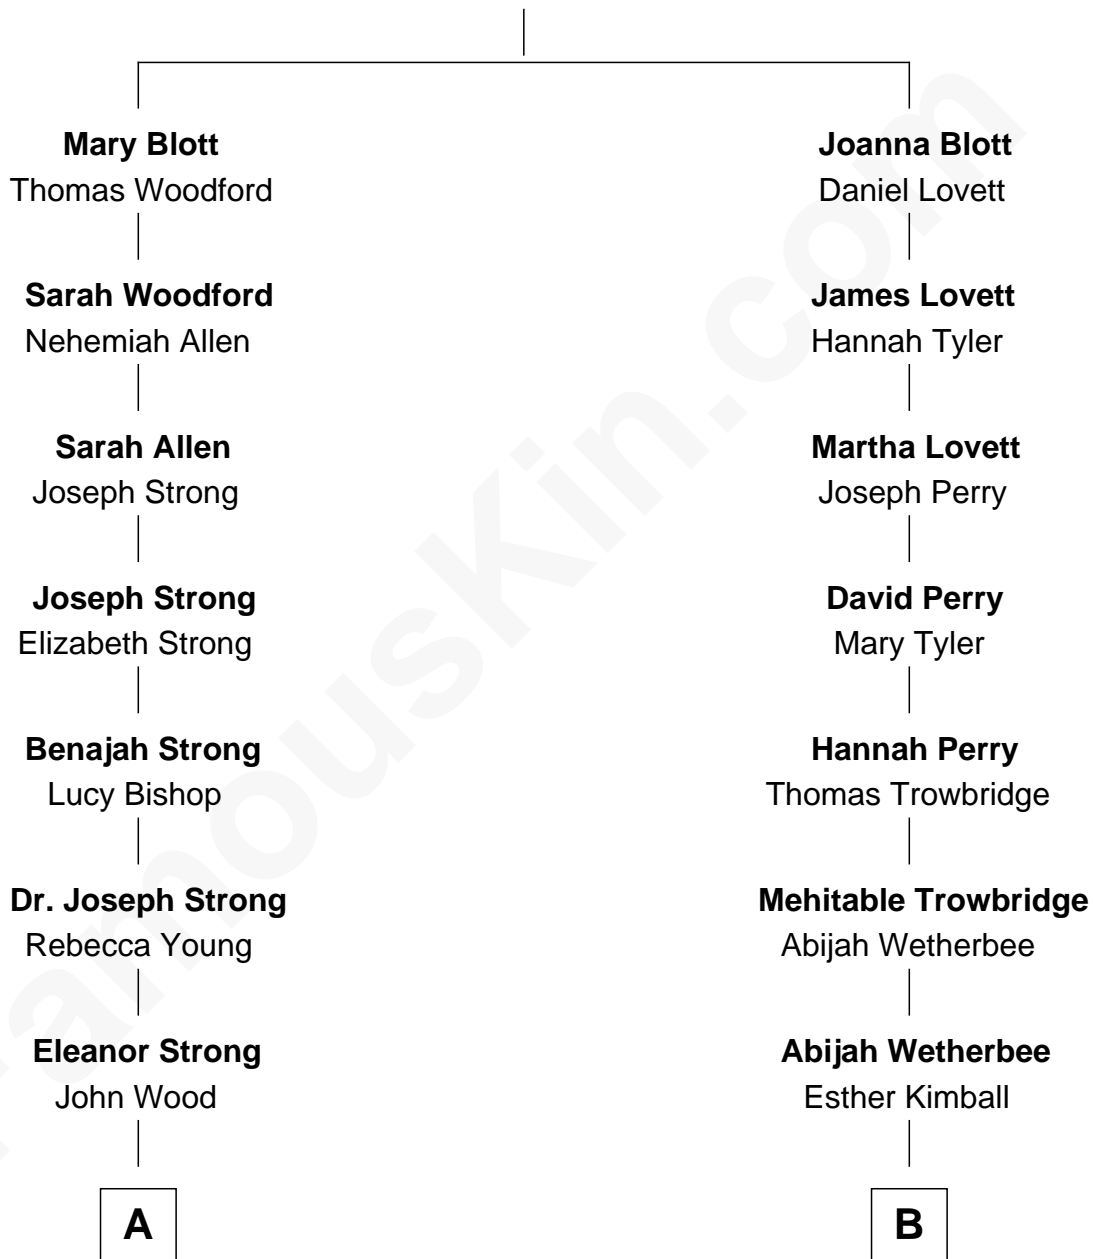 Mary Blott
Thomas Woodford
Sarah Woodford
Nehemiah Allen
Sarah Allen
Joseph Strong
Joseph Strong
Elizabeth Strong
Benajah Strong
Lucy Bishop
Dr. Joseph Strong
Rebecca Young
Eleanor Strong
John Wood
A
Joanna Blott
Daniel Lovett
James Lovett
Hannah Tyler
Martha Lovett
Joseph Perry
David Perry
Mary Tyler
Hannah Perry
Thomas Trowbridge
Mehitable Trowbridge
Abijah Wetherbee
Abijah Wetherbee
Esther Kimball
B
FamousKin.com